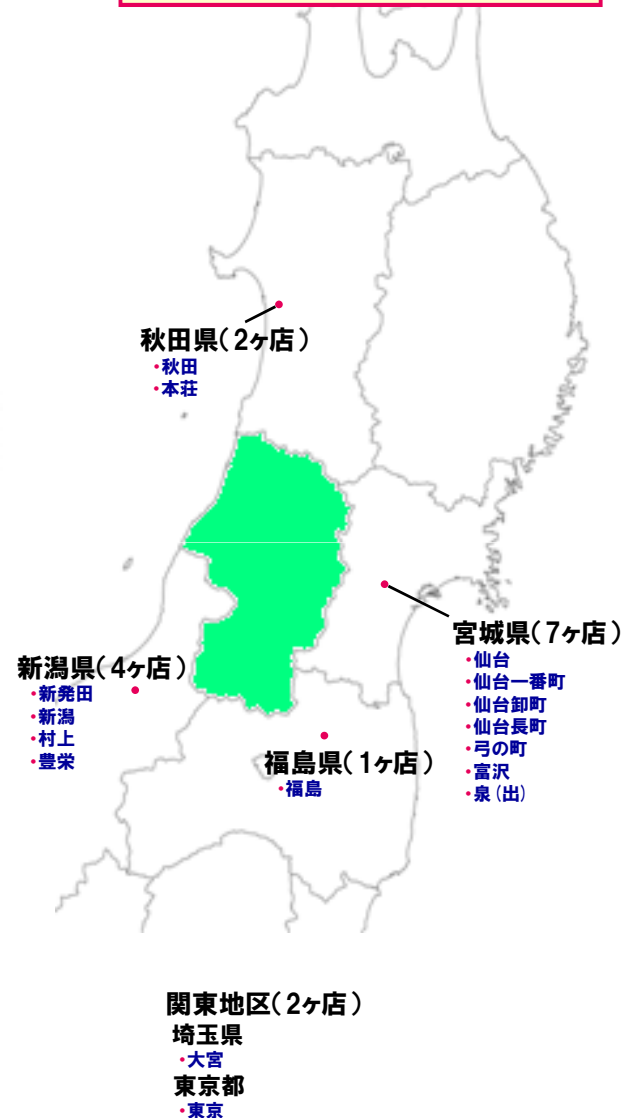 秋田県(2ヶ店)
・秋田
・本荘
宮城県(7ヶ店)
・仙台
・仙台一番町
・仙台卸町
・仙台長町
・弓の町
・富沢
・泉(出)
新潟県(4ヶ店)
・新発田
・新潟
・村上
・豊栄
福島県(1ヶ店)
・福島
関東地区(2ヶ店)
埼玉県
・大宮
東京都
・東京